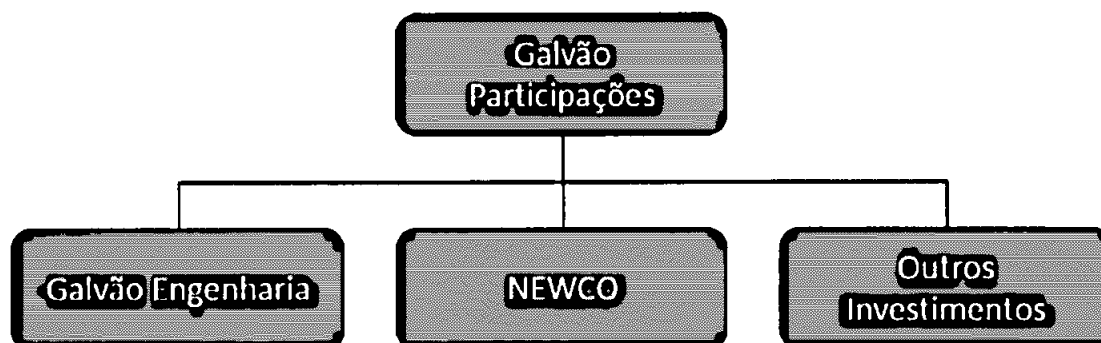 Galvão
Participações
Galvão Engenharia
NEWCO
Outros
Investimentos